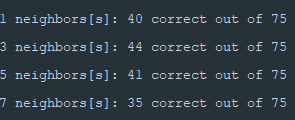 1 neighbors[s]: 40 correct out of 75
3 neighbors[s]: 44 correct out of 75
5 neighbors[s]: 41 correct out of 75
7 neighbors[s]: 35 correct out of 75